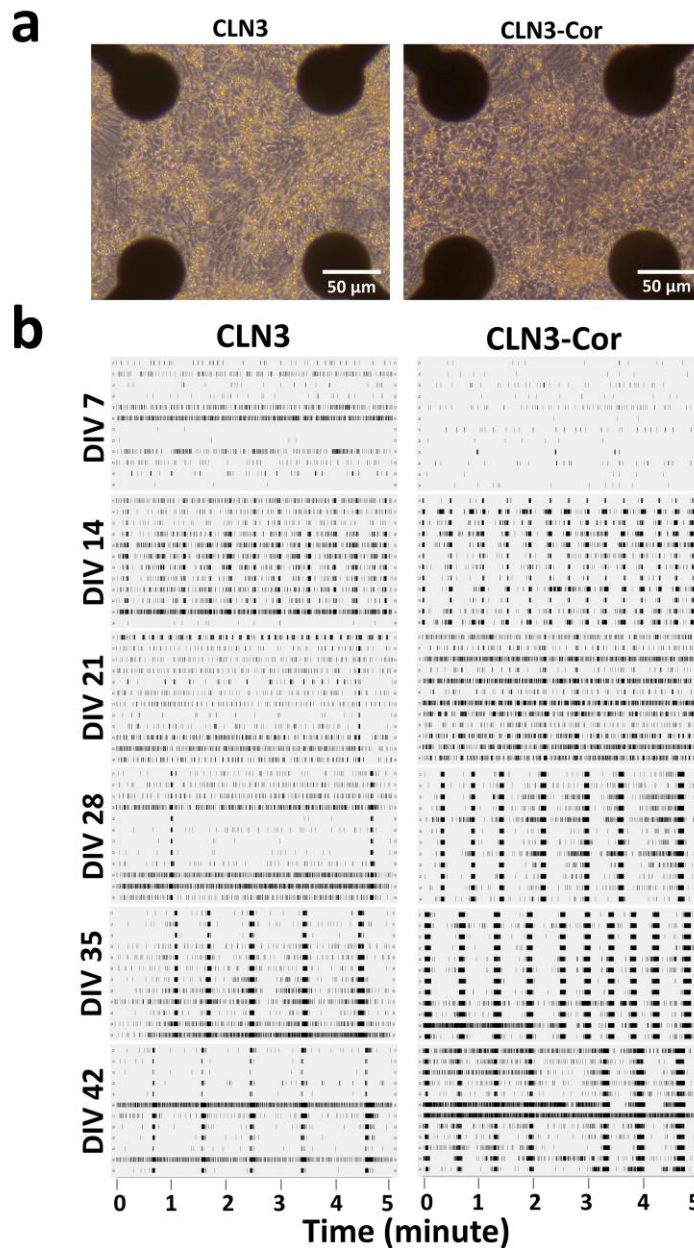 a
CLN3 CLN3-Cor
50 µm 50 µm
b
CLN3 CLN3-Cor
DIV 7
DIV 14
DIV 21
DIV 28
DIV 35
DIV 42
0 1 2 3 4 5 0 1 2 3 4 5
Time (minute)